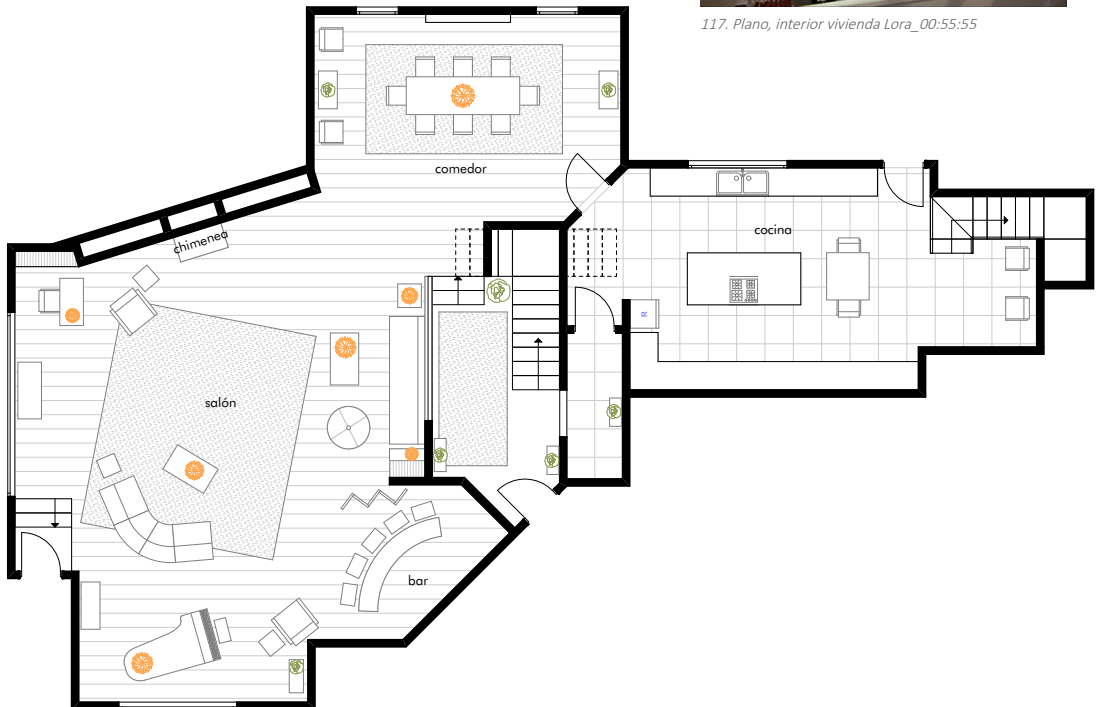 117. Plano, interior vivienda Lora_00:55:55
comedor
cocina
chimenea
R
salón
bar